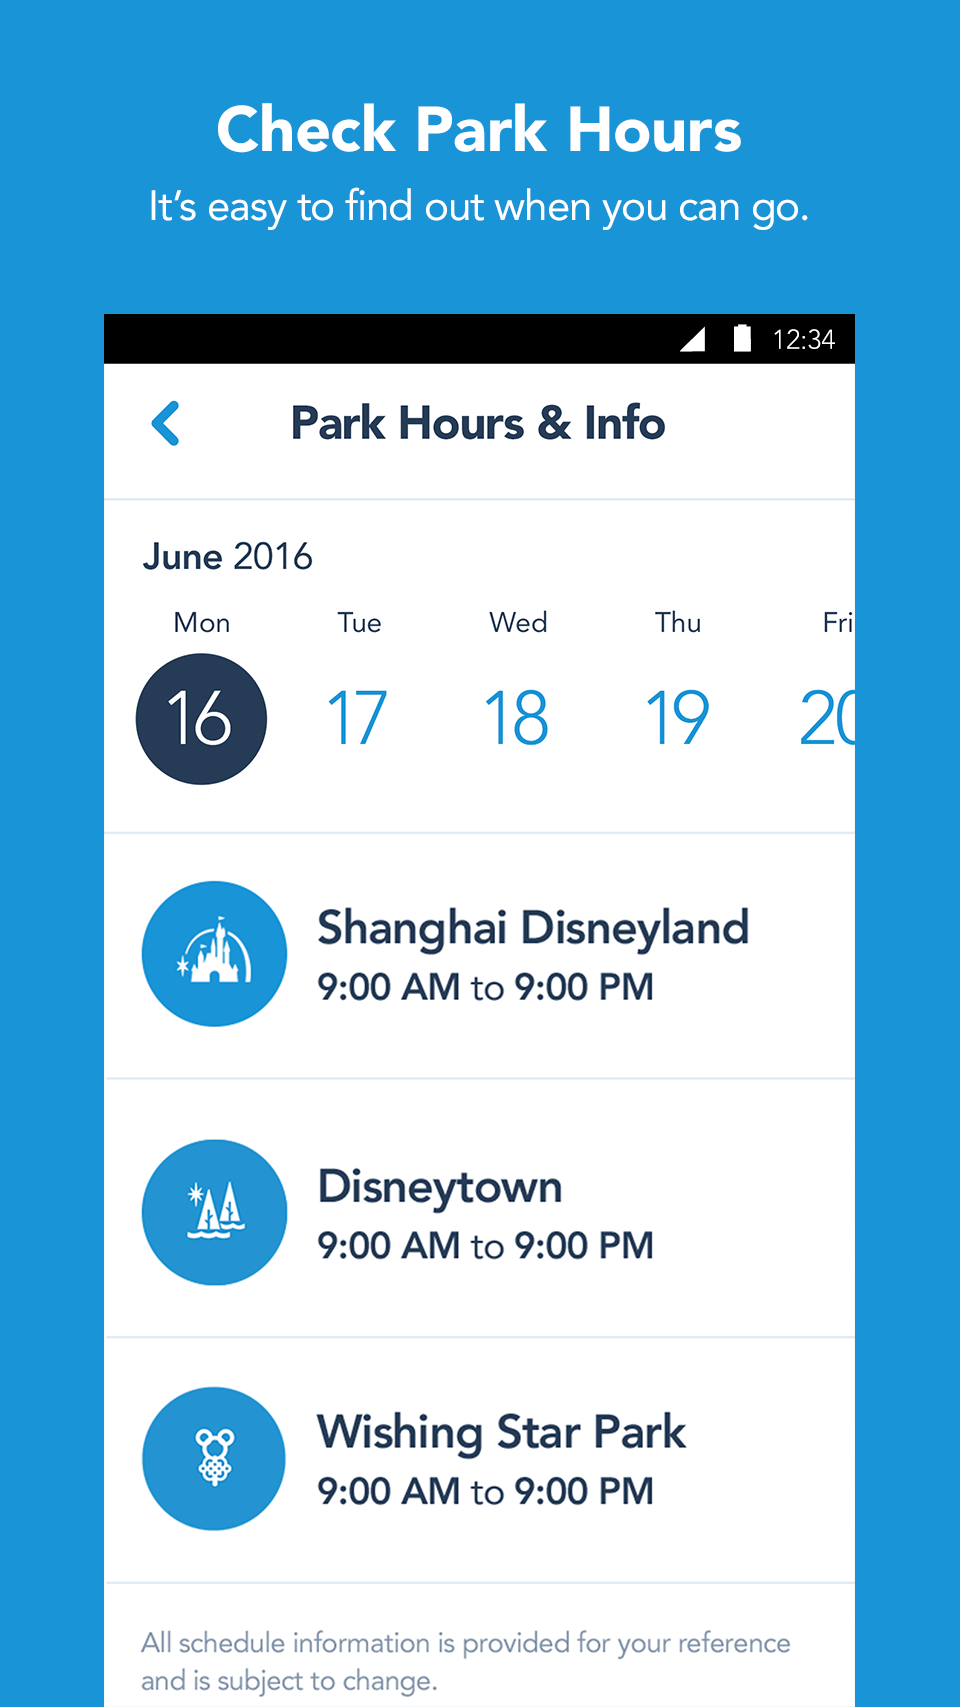 Check Park Hours
It’s easy to find out when you can go.
12:34
Park Hours & Info
June 2016
Mon Tue Wed Thu Fri
16 17 18 19 20
Shanghai Disneyland
9:00 AM to 9:00 PM
Disneytown
9:00 AM to 9:00 PM
Wishing Star Park
9:00 AM to 9:00 PM
All schedule information is provided for your reference
and is subject to change.